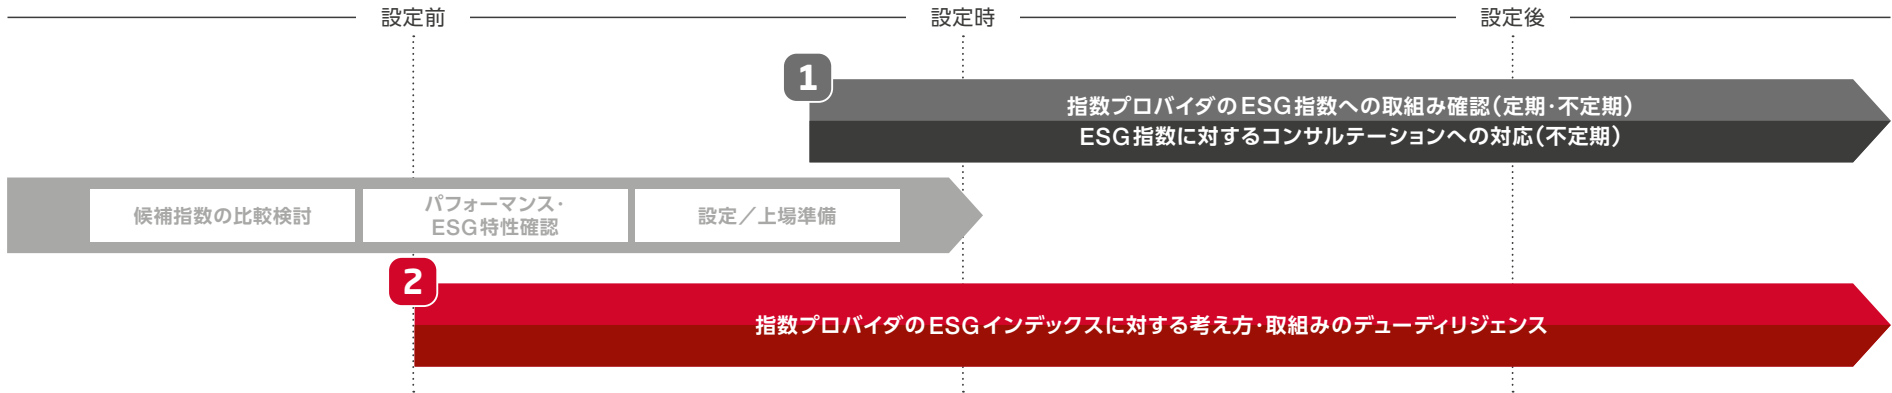 設定前
設定時
設定後
1
指数プロバイダのESG指数への取組み確認(定期・不定期)
ESG指数に対するコンサルテーションへの対応(不定期)
候補指数の比較検討
パフォーマンス・
ESG特性確認
設定／上場準備
2
指数プロバイダのESGインデックスに対する考え方・取組みのデューディリジェンス